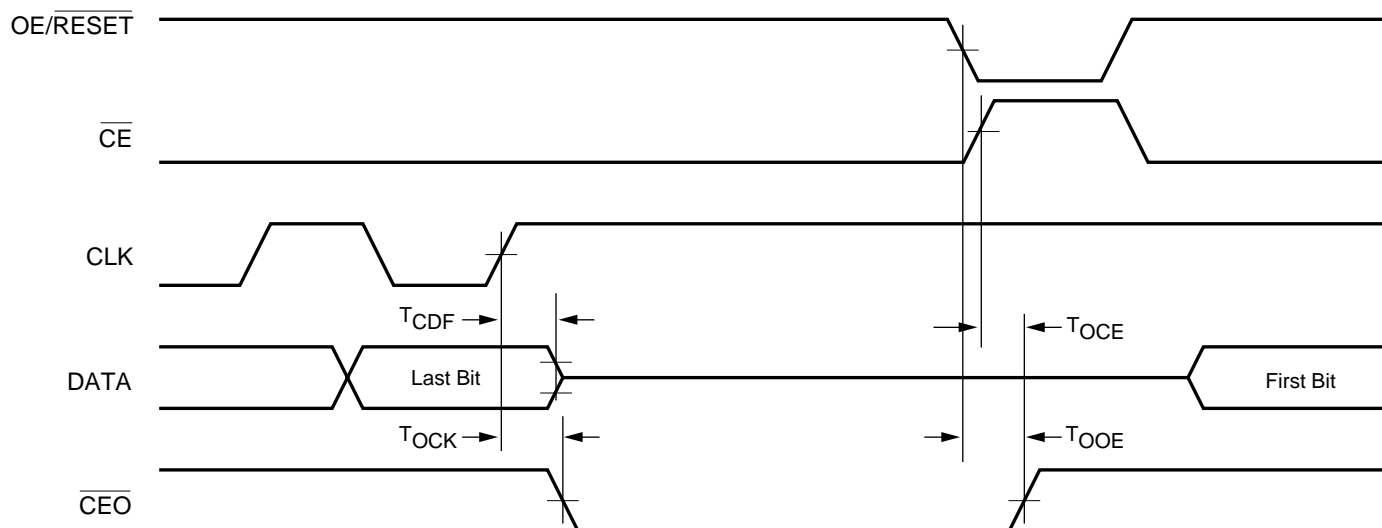 OE/RESET
CE
CLK
TCDF
TOCE
DATA
Last Bit
First Bit
TOCK
TOOE
CEO